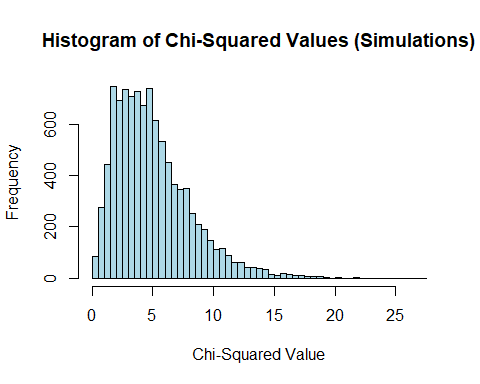 Histogram of Chi-Squared Values (Simulations)
Frequency
600
400
200
0
0 5 10 15 20 25
Chi-Squared Value